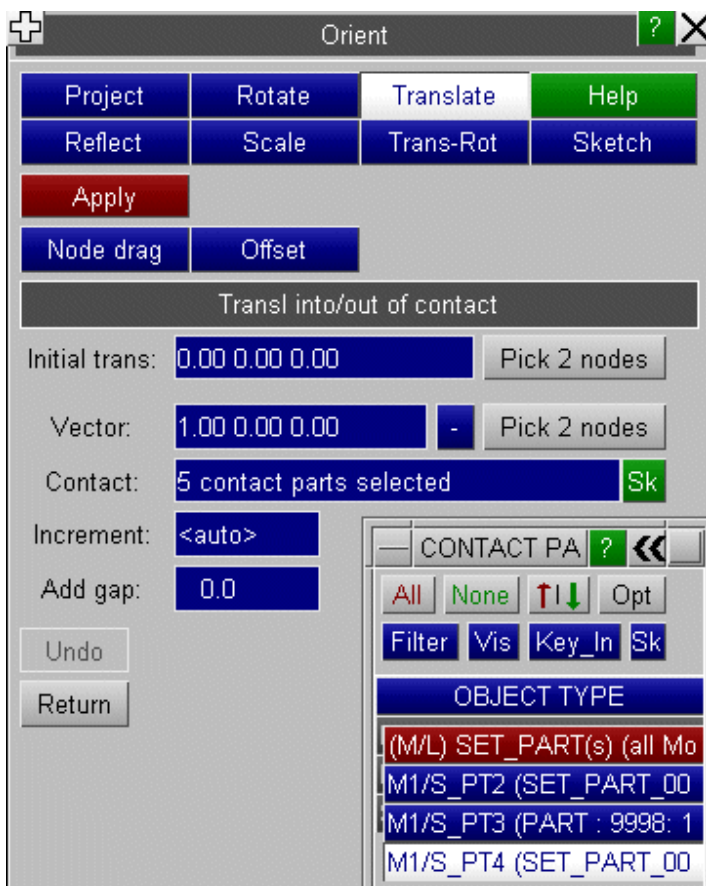 Orient ?
Project Rotate Translate Help
Reflect Scale Trans-Rot Sketch
Apply
Node drag Offset
Transl into/out of contact
Initial trans: 0.00 0.00 0.00 Pick 2 nodes
Vector: 1.00 0.00 0.00 - Pick 2 nodes
Contact: 5 contact parts selected Sk
Increment: <auto>
CONTACT PA ?
Add gap: 0.0
All None Opt
Undo
Filter Vis Key_In Sk
Return
OBJECT TYPE
(M/L) SET_PART(s) (all Mo
M1/S_PT2 (SET_PART_00
M1/S_PT3 (PART : 9998: 1
M1/S_PT4 (SET_PART_00